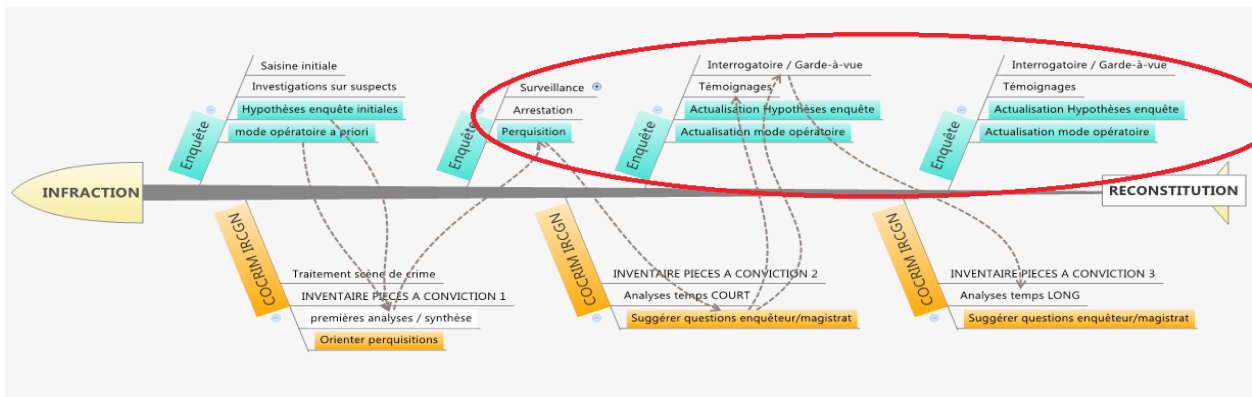 Saisine initiale
Investigations sur suspects
Hypothèses enquête initiales
mode opératoire a priori
Enquête
Surveillance
Arrestation
Perquisition
Enquête
Interrogatoire / Garde-à-vue
Témoignages
Actualisation Hypothèses enquête
Actualisation mode opératoire
Enquête
Interrogatoire / Garde-à-vue
Témoignages
Actualisation Hypothèses enquête
Actualisation mode opératoire
Enquête
INFRACTION
RECONSTITUTION
COCRIM IRCGN
Traitement scène de crime
INVENTAIRE PIECES A CONVICTION 1
premières analyses / synthèse
Orienter perquisitions
COCRIM IRCGN
INVENTAIRE PIECES A CONVICTION 2
Analyses temps COURT
Suggérer questions enquêteur/magistrat
COCRIM IRCGN
INVENTAIRE PIECES A CONVICTION 3
Analyses temps LONG
Suggérer questions enquêteur/magistrat